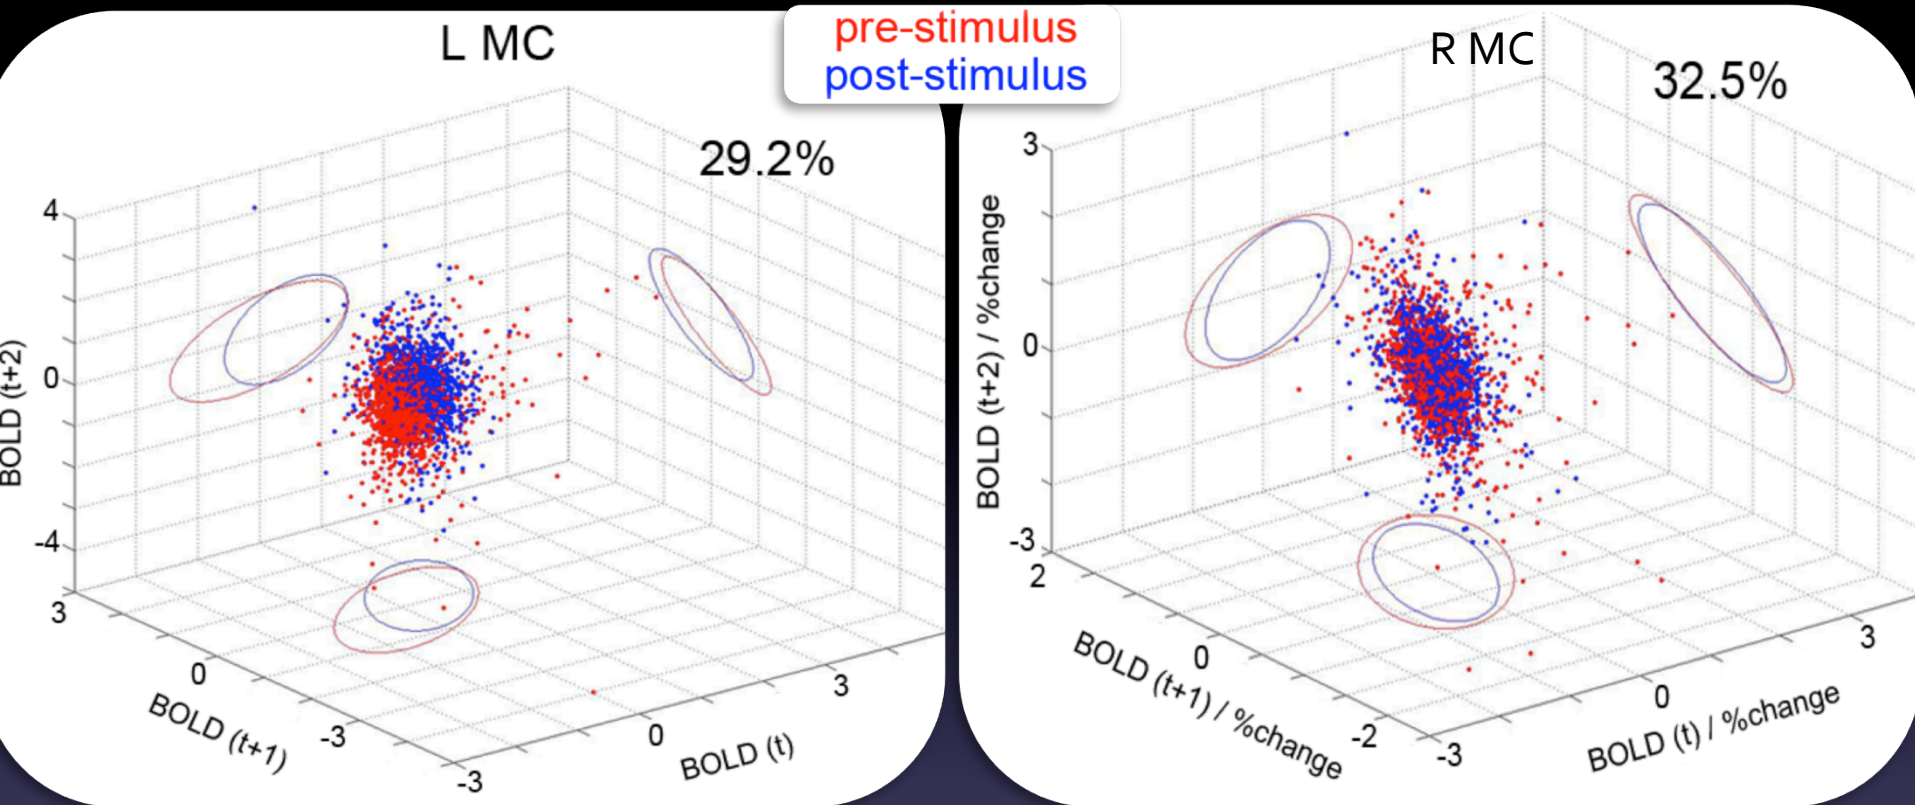 L MC
pre-stimulus
post-stimulus
R MC
29.2%
32.5%
4
0
-4
BOLD (t+2)
3
0
-3
BOLD (t+1)
-3
0
3
BOLD (t)
3
0
-3
BOLD (t+2) / %change
2
0
-2
BOLD (t+1) / %change
-3
0
3
BOLD (t) / %change